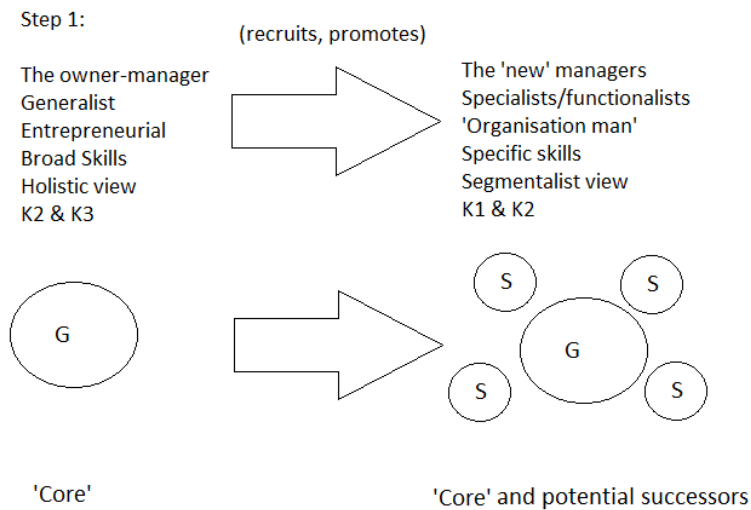 Step 1:
(recruits, promotes)
The owner-manager
Generalist
Entrepreneurial
Broad Skills
Holistic view
K2 & K3
The 'new' managers
Specialists/functionalists
'Organisation man'
Specific skills
Segmentalist view
K1 & K2
G
S
S
G
S
S
'Core'
'Core' and potential successors